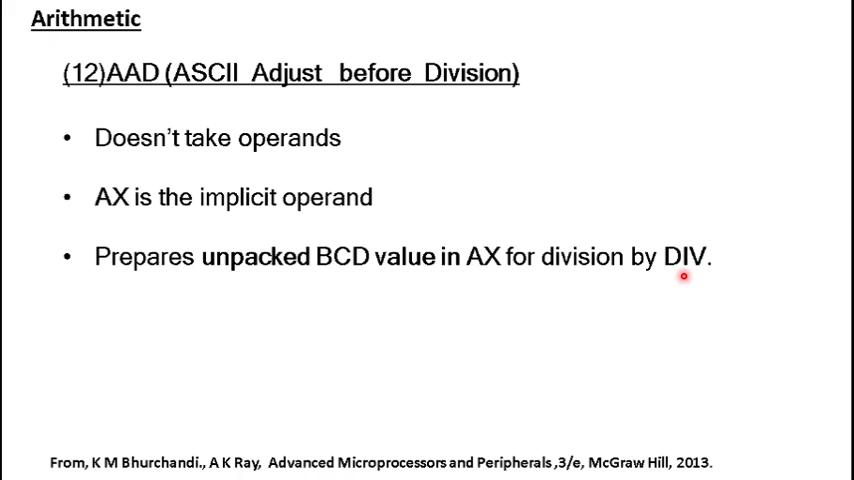 Arithmetic
(12)AAD (ASCII Adjust before Division)
• Doesn't take operands
• AX is the implicit operand
• Prepares unpacked BCD value in AX for division by DIV.
From, K M Bhurchandi., A K Ray, Advanced Microprocessors and Peripherals ,3/e, McGraw Hill, 2013.